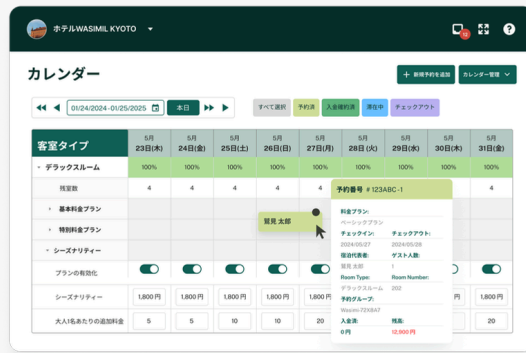 ホテルWASIMIL KYOTO
12
カレンダー
+ 新規予約を追加
カレンダー管理
01/24/2024-01/25/2025
本日
すべて選択
予約済
入金確約済
滞在中
チェックアウト
客室タイプ
5月 5月 5月 5月 5月 5月 5月 5月 5月
23日(木) 24日(金) 25日(土) 26日(日) 27日(月) 28日(火) 29日(水) 30日(木) 31日(金)
デラックスルーム 100% 100% 100% 100% 100% 100% 100% 100% 100%
残室数 4 4 4 4 4 4
基本料金プラン
特別料金プラン
シーズナリティー
プランの有効化
シーズナリティー 1,800円 1,800円 1,800円 1,800円 1,800円 円 1,800円
大人1名あたりの追加料金 5 5 10 10 20 20
鷲見 太郎
予約番号 #123ABC-1
料金プラン:
ベーシックプラン
チェックイン: チェックアウト:
2024/05/27 2024/05/28
宿泊代表者: ゲスト人数:
鷲見 太郎 1
Room Type: Room Number:
デラックスルーム 202
予約グループ:
Wasimi-72X8A7
入金済: 残高:
0円 12,900円